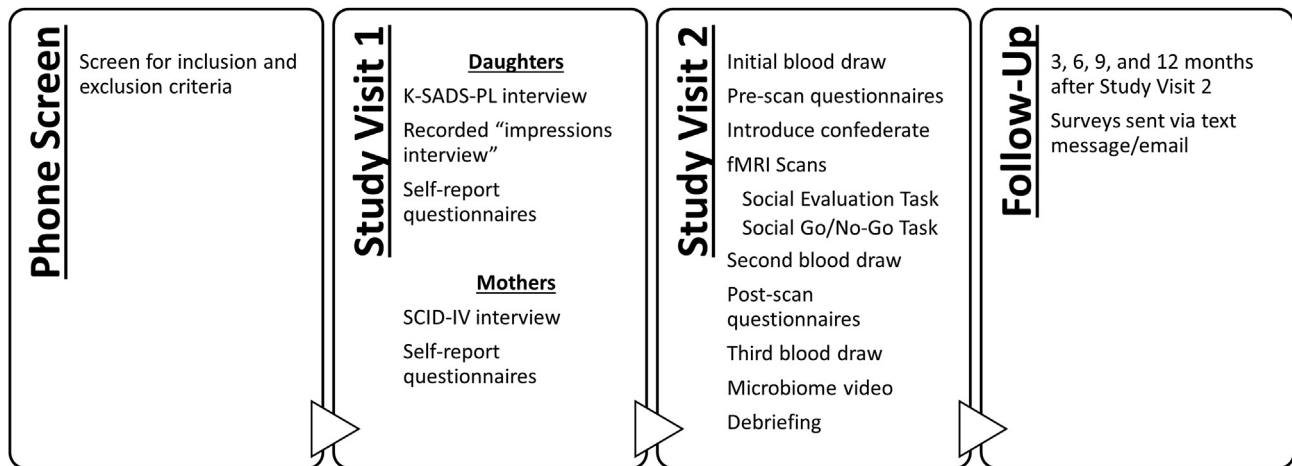 Phone Screen
Screen for inclusion and
exclusion criteria
Study Visit 1
Daughters
K-SADS-PL interview
Recorded “impressions
interview”
Self-report
questionnaires
Mothers
SCID-IV interview
Self-report
questionnaires
Study Visit 2
Initial blood draw
Pre-scan questionnaires
Introduce confederate
fMRI Scans
Social Evaluation Task
Social Go/No-Go Task
Second blood draw
Post-scan
questionnaires
Third blood draw
Microbiome video
Debriefing
Follow-Up
3, 6, 9, and 12 months
after Study Visit 2
Surveys sent via text
message/email